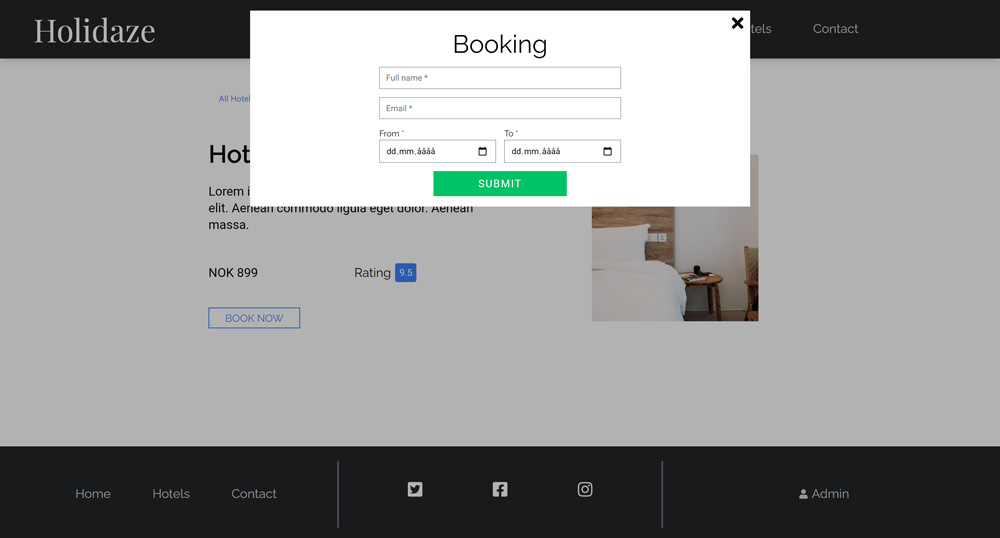 Holidaze
tels Contact
Booking
All Hotel
Full name *
Email *
From * To *
dd.mm.åååå dd.mm.åååå
Hot
SUBMIT
Lorem i
elit. Aenean commodo ligula eget dolor. Aenean
massa.
NOK 899 Rating 9.5
BOOK NOW
Home Hotels Contact Admin